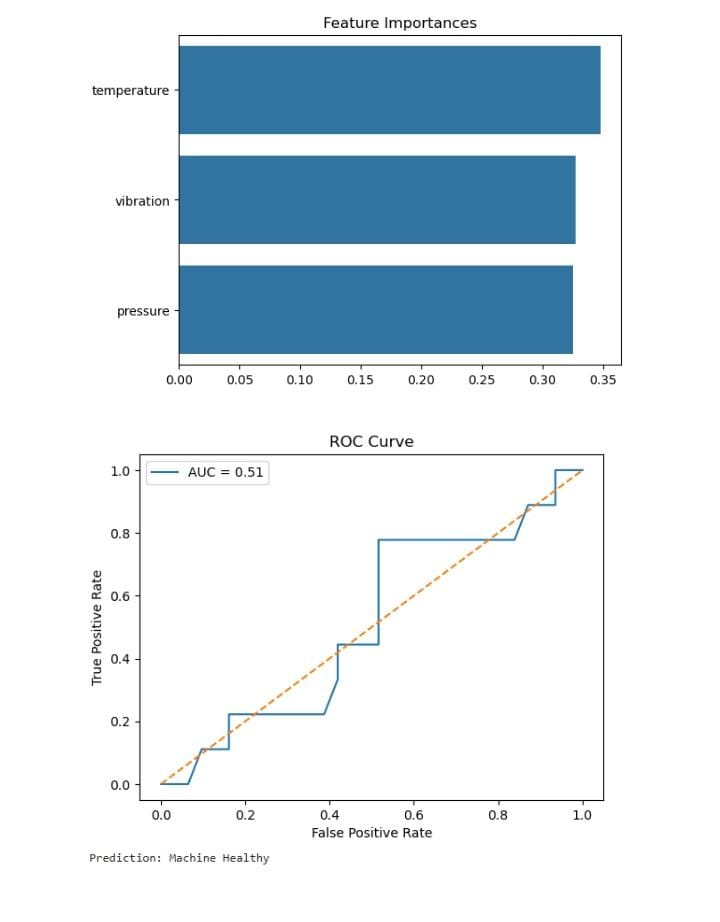 Feature Importances
temperature
vibration
pressure
0.00 0.05 0.10 0.15 0.20 0.25 0.30 0.35
ROC Curve
AUC = 0.51
1.0
0.8
0.6
0.4
0.2
0.0
True Positive Rate
0.0 0.2 0.4 0.6 0.8 1.0
False Positive Rate
Prediction: Machine Healthy